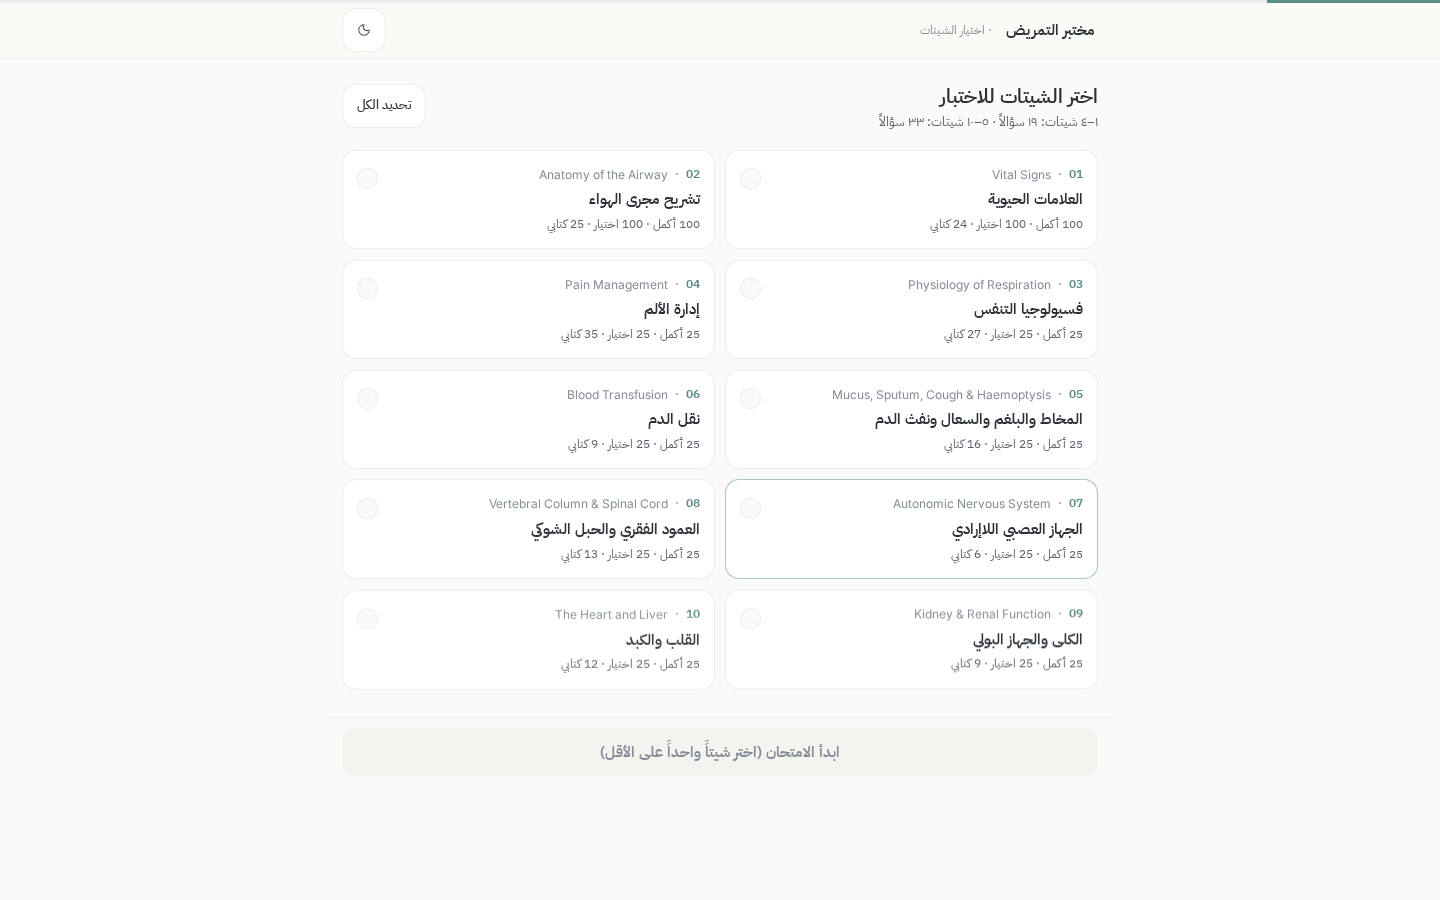 مختبر التمريض · اختيار الشيتات
اختر الشيتات للاختبار
تحديد الكل
١–٤ شيتات: ١٩ سؤالاً · ٥–١٠ شيتات: ٣٣ سؤالاً
01 · Vital Signs
العلامات الحيوية
100 أكمل · 100 اختيار · 24 كتابي
02 · Anatomy of the Airway
تشريح مجرى الهواء
100 أكمل · 100 اختيار · 25 كتابي
03 · Physiology of Respiration
فسيولوجيا التنفس
25 أكمل · 25 اختيار · 27 كتابي
04 · Pain Management
إدارة الألم
25 أكمل · 25 اختيار · 35 كتابي
05 · Mucus, Sputum, Cough & Haemoptysis
المخاط والبلغم والسعال ونفث الدم
25 أكمل · 25 اختيار · 16 كتابي
06 · Blood Transfusion
نقل الدم
25 أكمل · 25 اختيار · 9 كتابي
07 · Autonomic Nervous System
الجهاز العصبي اللاإرادي
25 أكمل · 25 اختيار · 6 كتابي
08 · Vertebral Column & Spinal Cord
العمود الفقري والحبل الشوكي
25 أكمل · 25 اختيار · 13 كتابي
09 · Kidney & Renal Function
الكلى والجهاز البولي
25 أكمل · 25 اختيار · 9 كتابي
10 · The Heart and Liver
القلب والكبد
25 أكمل · 25 اختيار · 12 كتابي
ابدأ الامتحان (اختر شيتاً واحداً على الأقل)